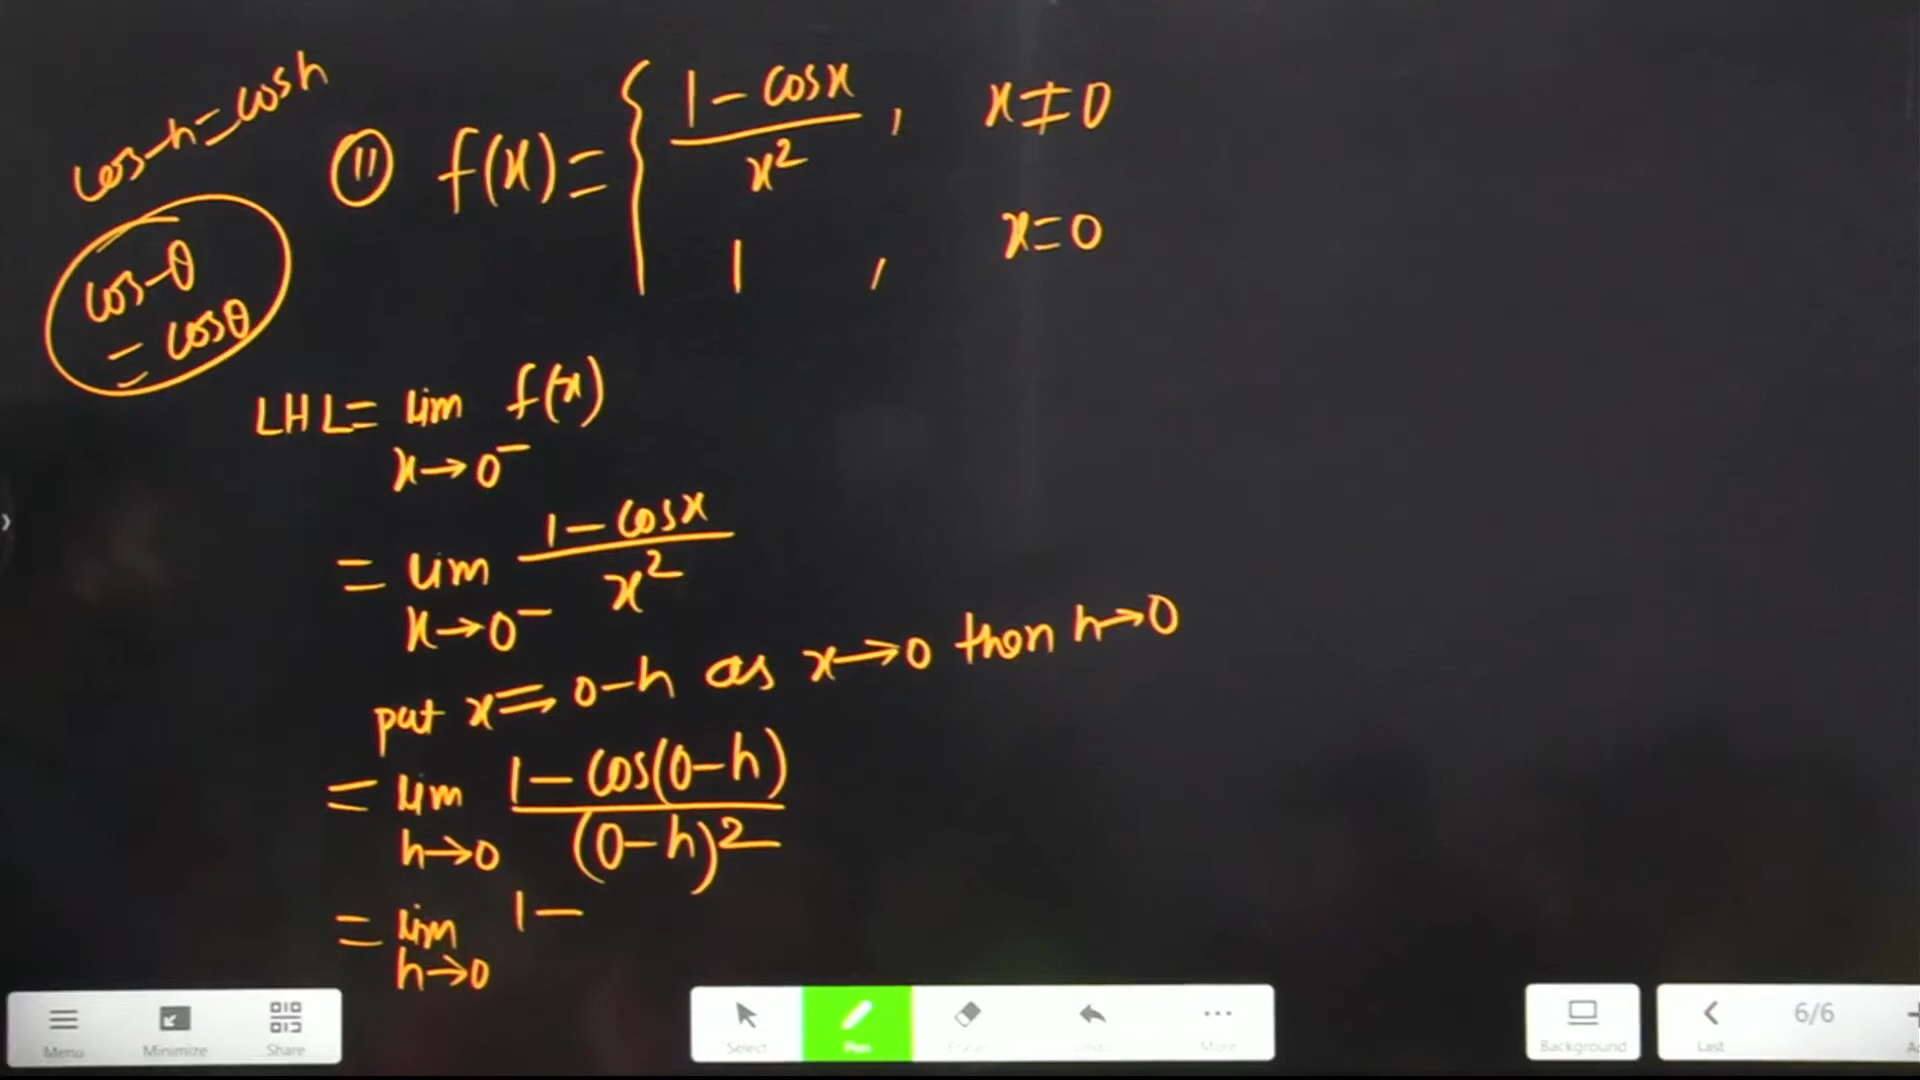 cos-h=cosh
cos-θ
= cosθ
⑪ f(x)= { 1-cosx / x² , x≠0
1 , x=0
LHL= lim f(x)
x→0⁻
= lim 1-cosx / x²
x→0⁻
put x= 0-h as x→0 then h→0
= lim 1-cos(0-h) / (0-h)²
h→0
= lim 1-
h→0
Menu Minimize Share Select Pen Eraser Undo More Background Last 6/6